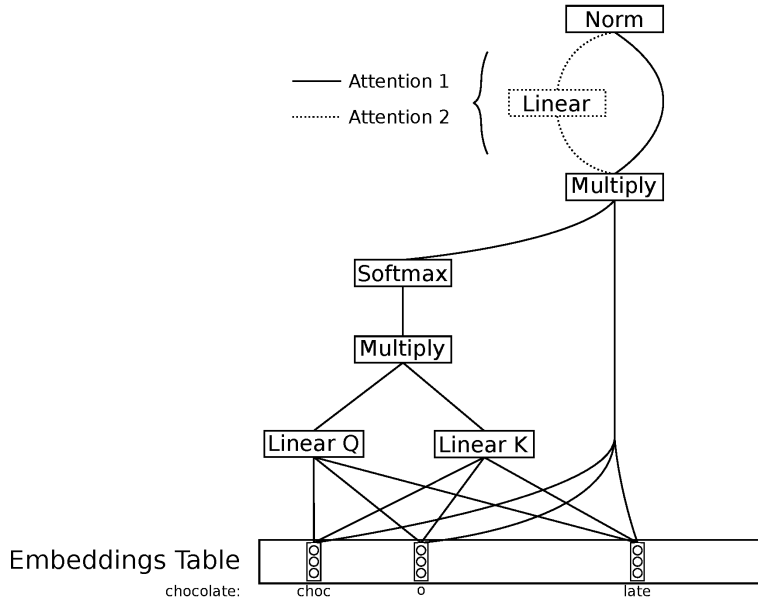 Norm
Attention 1
Linear
Attention 2
Multiply
Softmax
Multiply
Linear Q
Linear K
Embeddings Table
chocolate:
choc
o
late